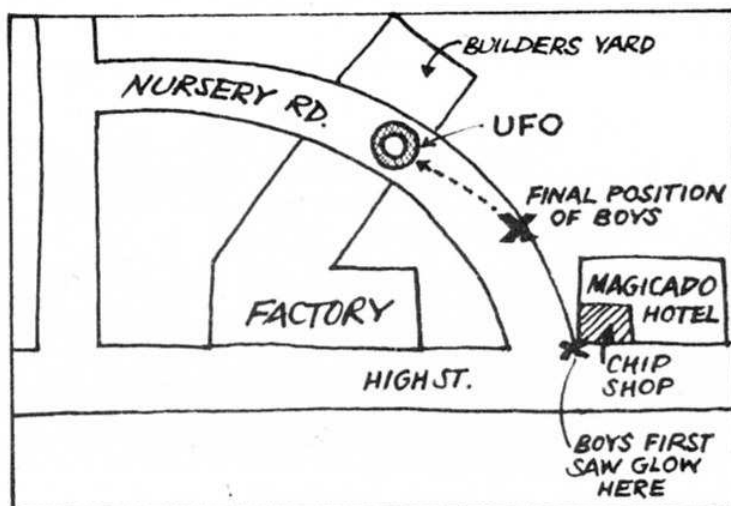 BUILDERS YARD
NURSERY RD.
UFO
FINAL POSITION
OF BOYS
MAGICADO
HOTEL
FACTORY
CHIP
SHOP
HIGH ST.
BOYS FIRST
SAW GLOW
HERE